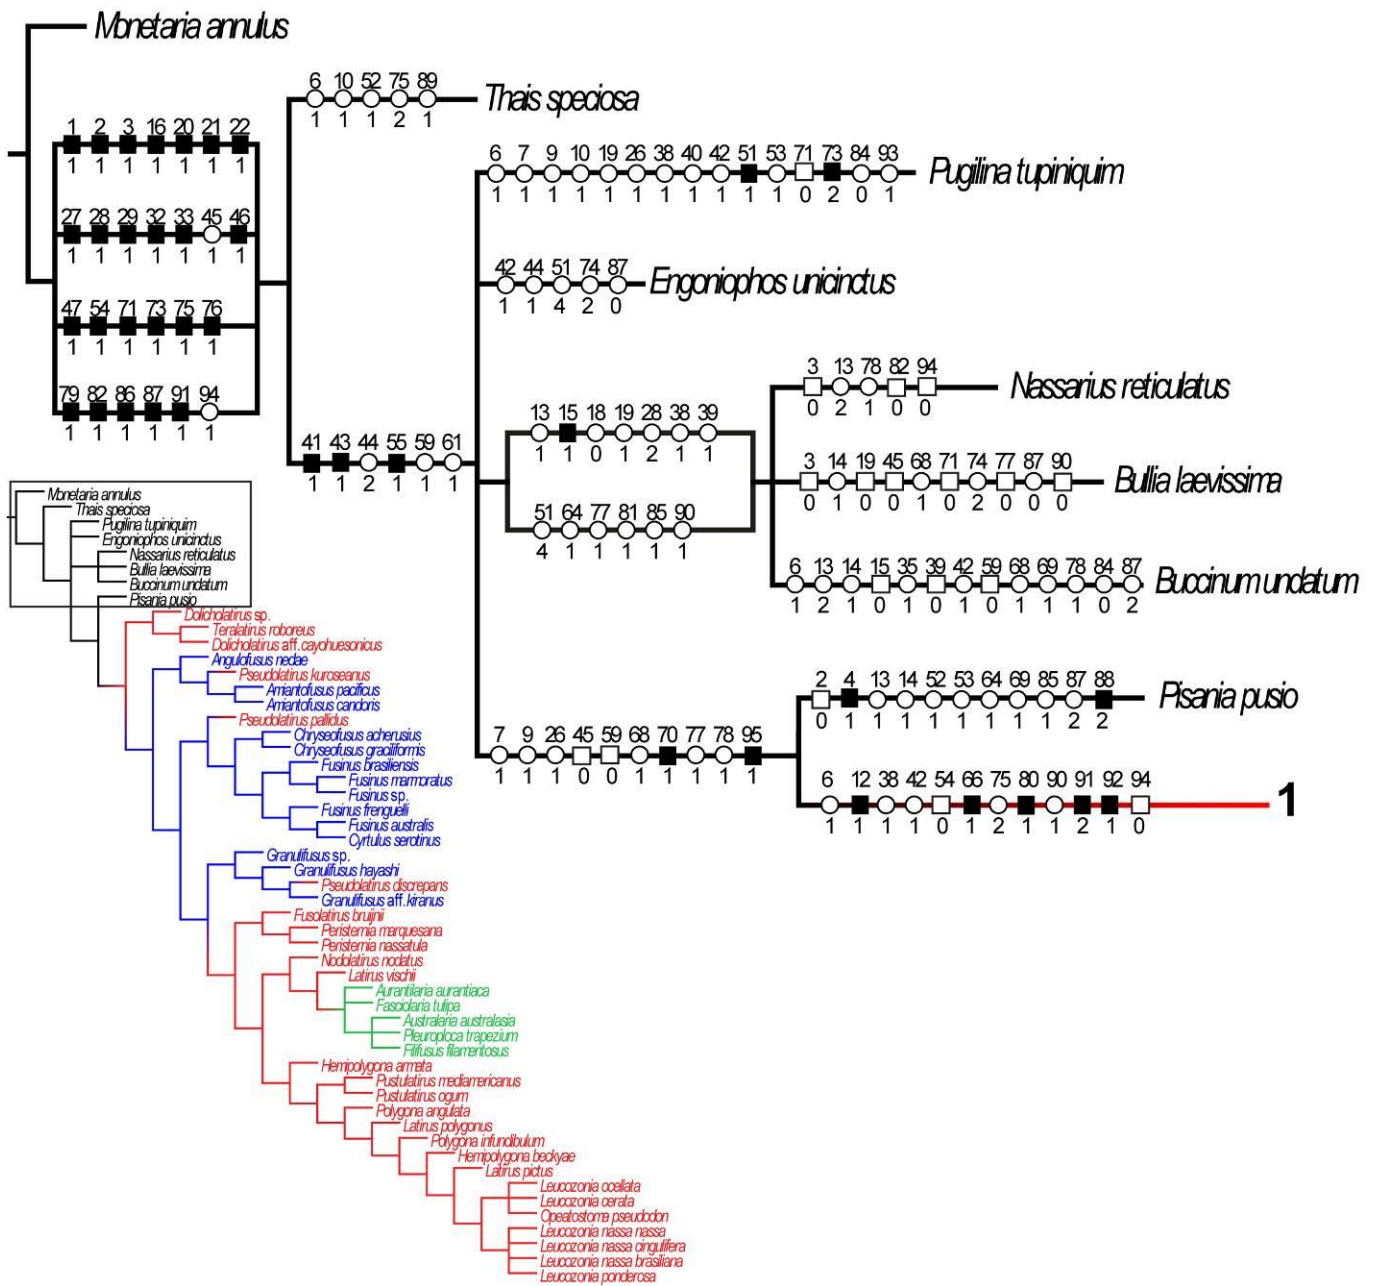 Monetaria annulus
6 10 52 75 89
1 1 1 2 1
Thais speciosa
1 2 3 16 20 21 22
1 1 1 1 1 1 1
6 7 9 10 19 26 38 40 42 51 53 71 73 84 93
1 1 1 1 1 1 1 1 1 1 1 0 2 0 1
Pugilina tupiniquim
27 28 29 32 33 45 46
1 1 1 1 1 1 1
42 44 51 74 87
1 1 4 2 0
Engoniophos unicinctus
47 54 71 73 75 76
1 1 1 1 1 1
79 82 86 87 91 94
1 1 1 1 1 1
3 13 78 82 94
0 2 1 0 0
Nassarius reticulatus
13 15 18 19 28 38 39
1 1 0 1 2 1 1
41 43 44 55 59 61
1 1 2 1 1 1
3 14 19 45 68 71 74 77 87 90
0 1 0 0 1 0 2 0 0 0
Bullia laevissima
51 64 77 81 85 90
4 1 1 1 1 1
6 13 14 15 35 39 42 59 68 69 78 84 87
1 2 1 0 1 0 1 0 1 1 1 0 2
Buccinum undatum
2 4 13 14 52 53 64 69 85 87 88
0 1 1 1 1 1 1 1 1 2 2
Pisania pusio
7 9 26 45 59 68 70 77 78 95
1 1 1 0 0 1 1 1 1 1
6 12 38 42 54 66 75 80 90 91 92 94
1 1 1 1 0 1 2 1 1 2 1 0
1
Monetaria annulus
Thais speciosa
Pugilina tupiniquim
Engoniophos unicinctus
Nassarius reticulatus
Bullia laevissima
Buccinum undatum
Pisania pusio
Dolicholatirus sp.
Teralatirus roboreus
Dolicholatirus aff. cayohuesonicus
Angulofusus nedae
Pseudolatirus kuroseanus
Amiantofusus pacificus
Amiantofusus candoris
Pseudolatirus pallidus
Chryseofusus acherusius
Chryseofusus graciliformis
Fusinus brasiliensis
Fusinus marmoratus
Fusinus sp.
Fusinus frenguelli
Fusinus australis
Cyrtulus serotinus
Granulifusus sp.
Granulifusus hayashi
Pseudolatirus discrepans
Granulifusus aff. kiranus
Fusolatirus bruijnii
Peristernia marquesana
Peristernia nassatula
Nodolatirus nodatus
Latirus vischii
Aurantilaria aurantiaca
Fasciolaria tulipa
Australaria australasia
Pleuroploca trapezium
Filifusus filamentosus
Hemipolygona armata
Pustulatirus mediamericanus
Pustulatirus ogum
Polygona angulata
Latirus polygonus
Polygona infundibulum
Hemipolygona beckyae
Latirus pictus
Leucozonia ocellata
Leucozonia cerata
Opeatostoma pseudodon
Leucozonia nassa nassa
Leucozonia nassa cingulifera
Leucozonia nassa brasiliana
Leucozonia ponderosa